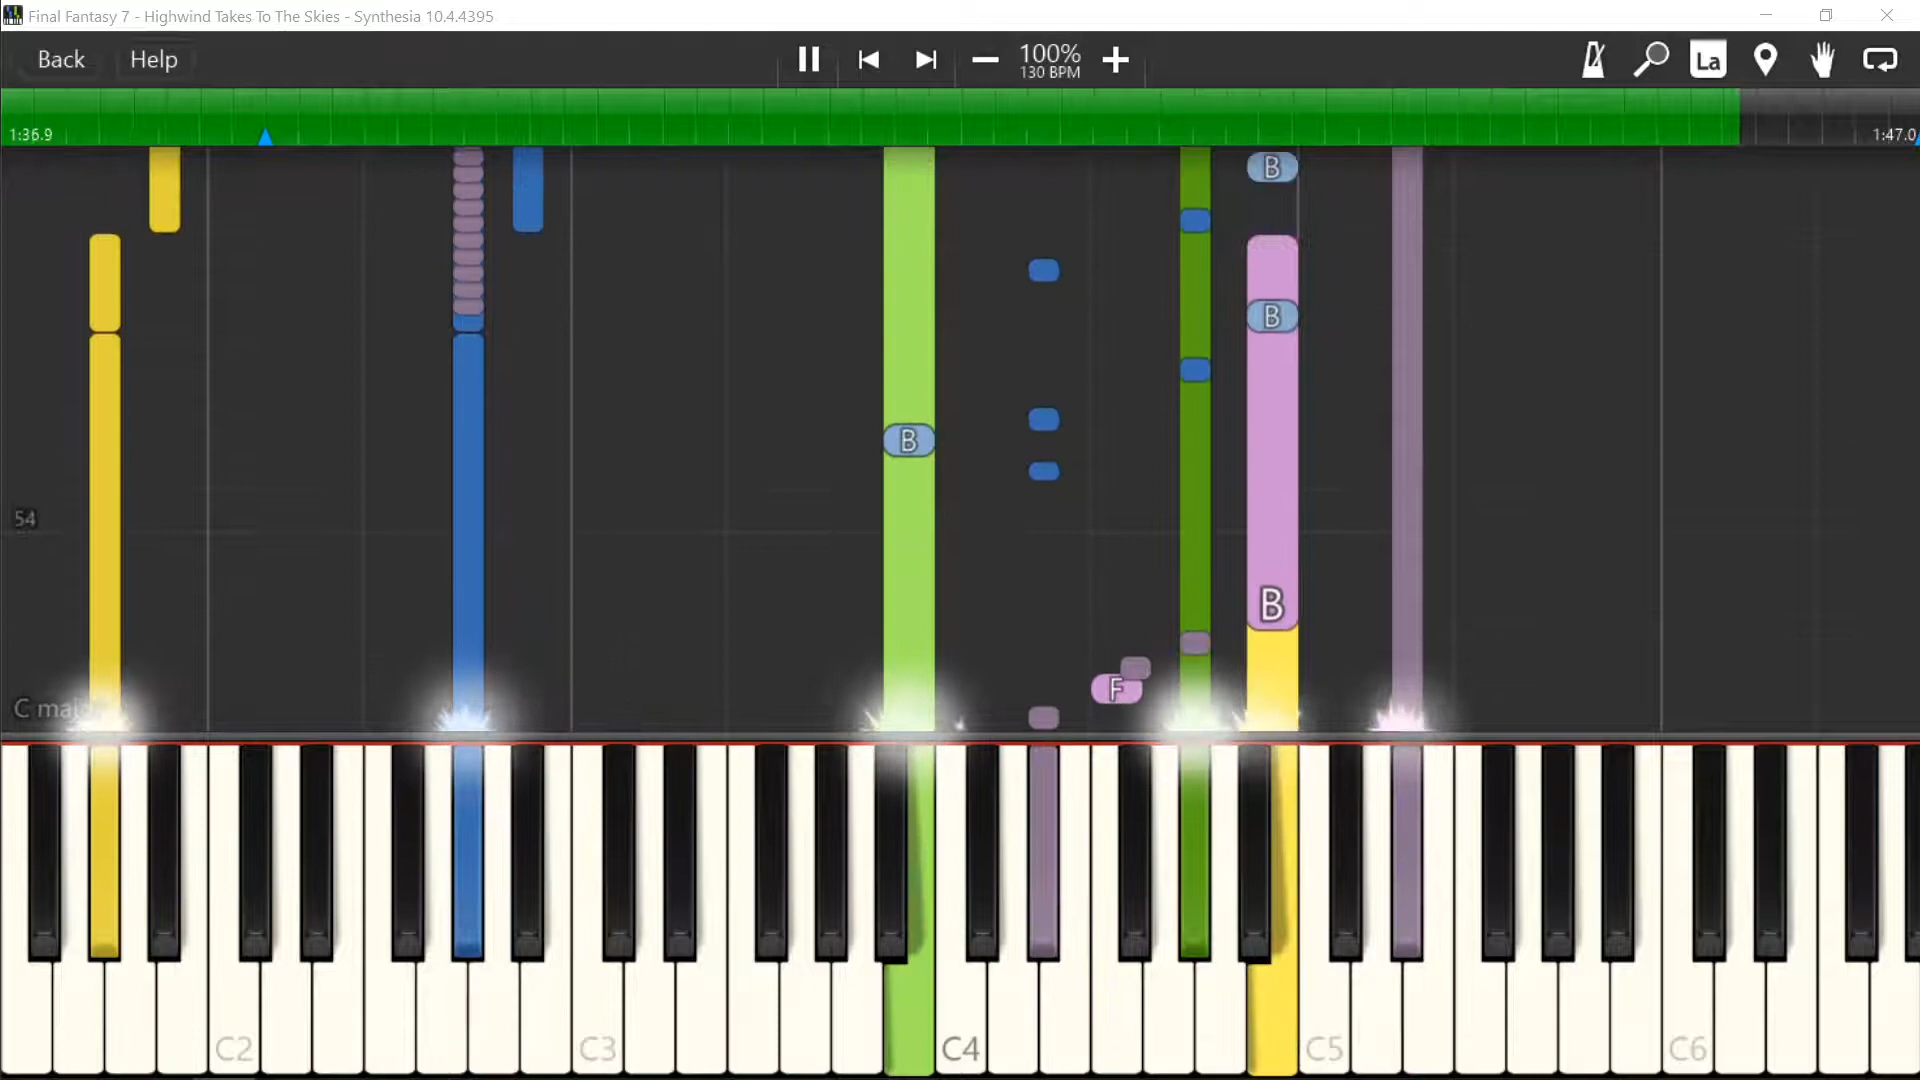 Final Fantasy 7 - Highwind Takes To The Skies - Synthesia 10.4.4395
Back Help 100% La
130 BPM
1:36.9 1:47.0
B
B
B
54
B
F
C
C2 C3 C4 C5 C6